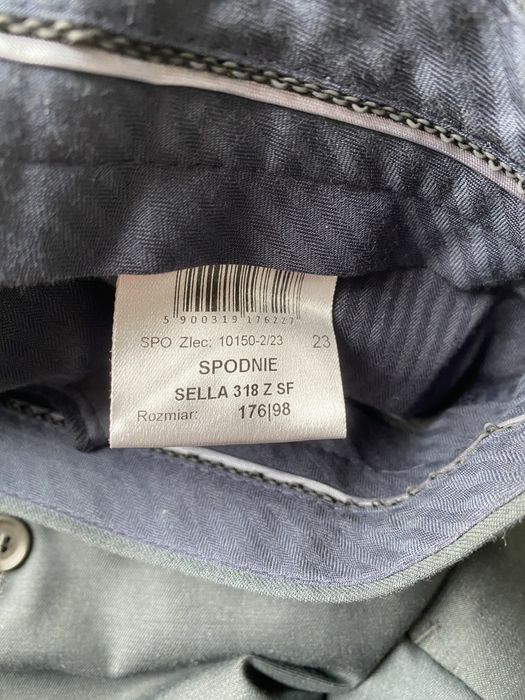 5 900319 176227
SPO Zlec: 10150-2/23 23
SPODNIE
SELLA 318 Z SF
Rozmiar: 176|98